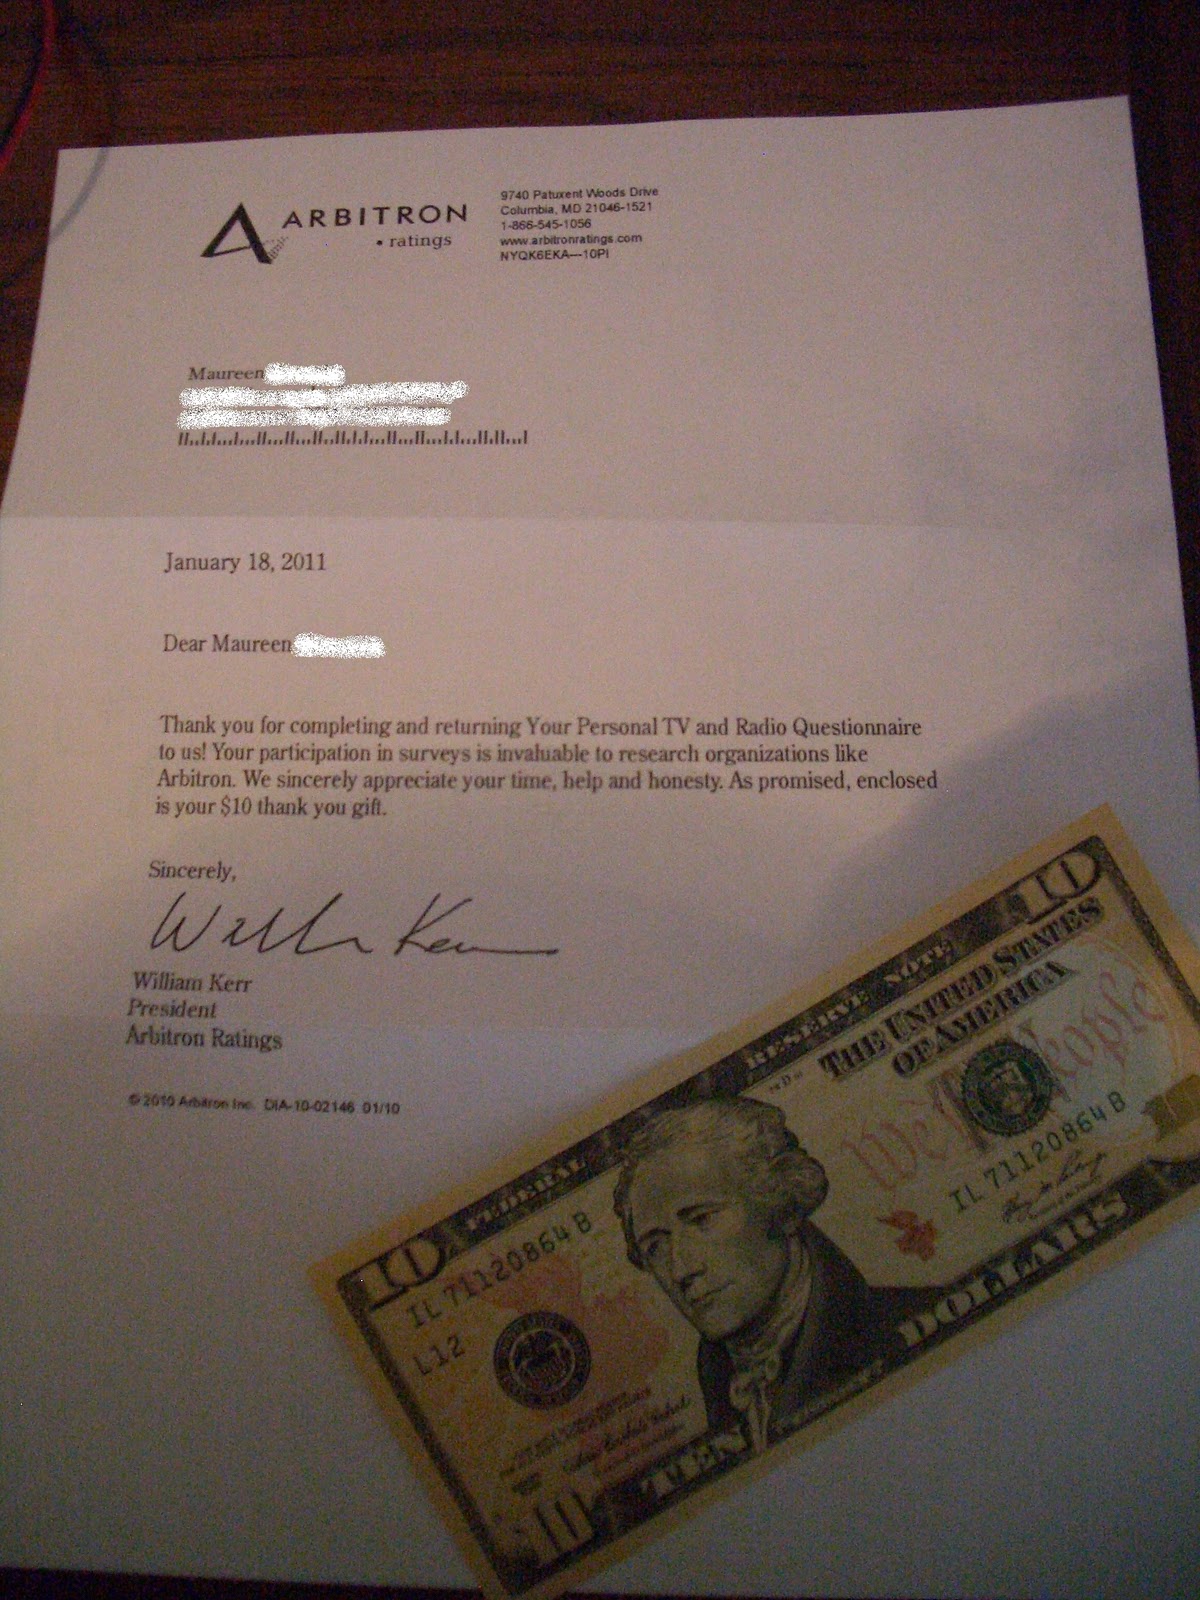 ARBITRON
• ratings
9740 Patuxent Woods Drive
Columbia, MD 21046-1521
1-866-545-1056
www.arbitronratings.com
NYQK6EKA---10PI
Maureen
January 18, 2011
Dear Maureen
Thank you for completing and returning Your Personal TV and Radio Questionnaire
to us! Your participation in surveys is invaluable to research organizations like
Arbitron. We sincerely appreciate your time, help and honesty. As promised, enclosed
is your $10 thank you gift.
Sincerely,
William Kerr
William Kerr
President
Arbitron Ratings
© 2010 Arbitron Inc. DIA-10-02146 01/10
FEDERAL RESERVE NOTE
10
10
THE UNITED STATES
OF AMERICA
We the People
IL 71120864 B
IL 71120864 B
L12
TEN DOLLARS
$10